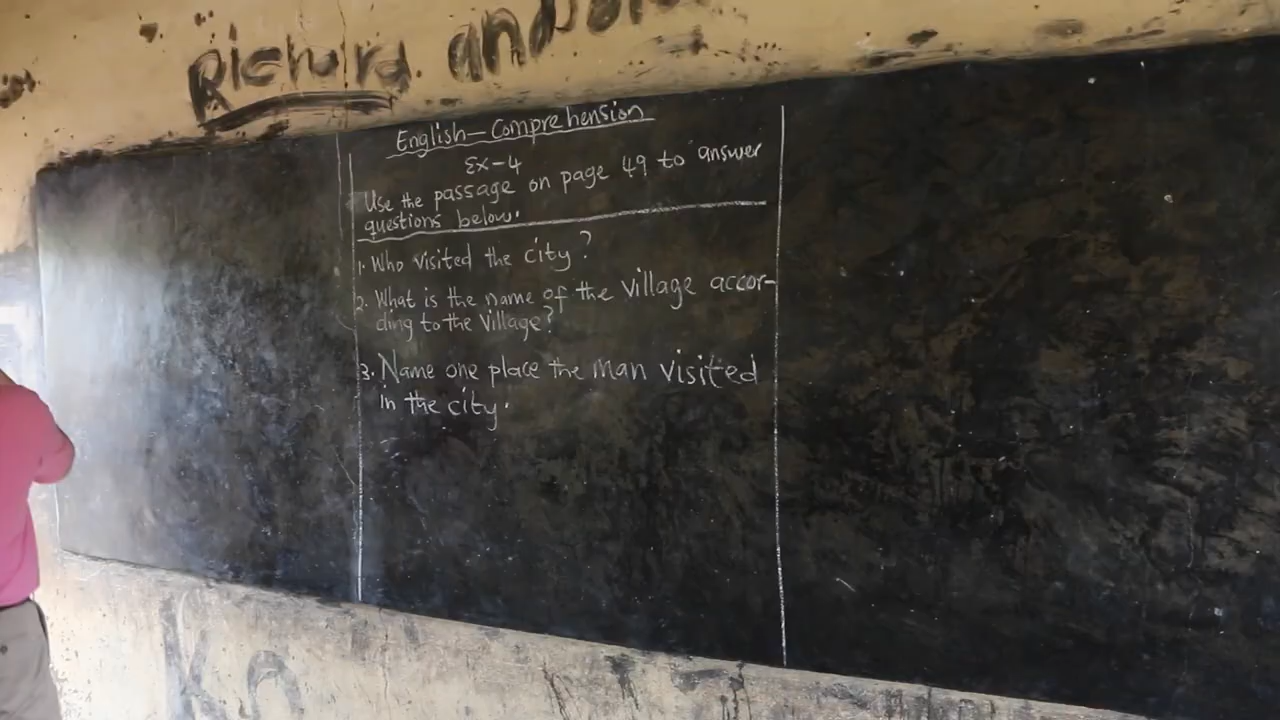 Richard and
English-Comprehension
Ex-4
Use the passage on page 49 to answer
questions below.
1. Who visited the city?
2. What is the name of the village accor-
ding to the village?
3. Name one place the man visited
in the city.